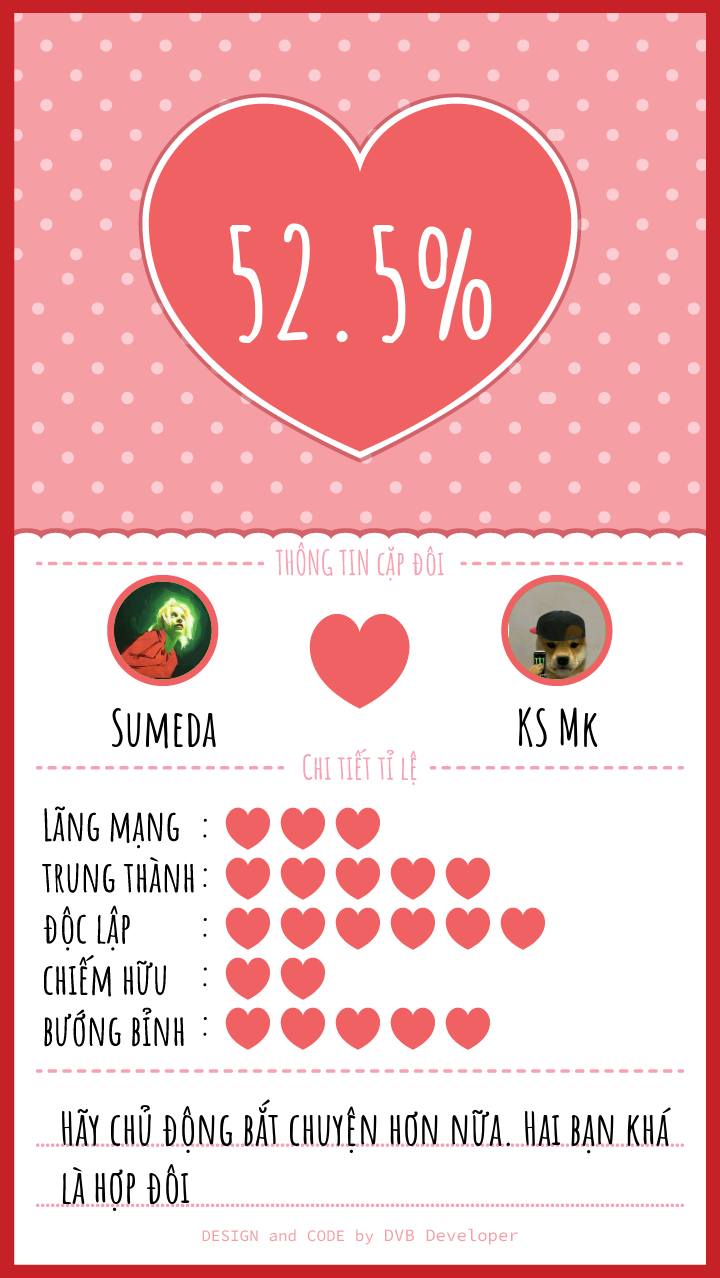 52.5%
THÔNG TIN CẶP ĐÔI
SUMEDA
KS MK
CHI TIẾT TỈ LỆ
LÃNG MẠNG :
TRUNG THÀNH :
ĐỘC LẬP :
CHIẾM HỮU :
BƯỚNG BỈNH :
HÃY CHỦ ĐỘNG BẮT CHUYỆN HƠN NỮA. HAI BẠN KHÁ
LÀ HỢP ĐÔI
DESIGN and CODE by DVB Developer